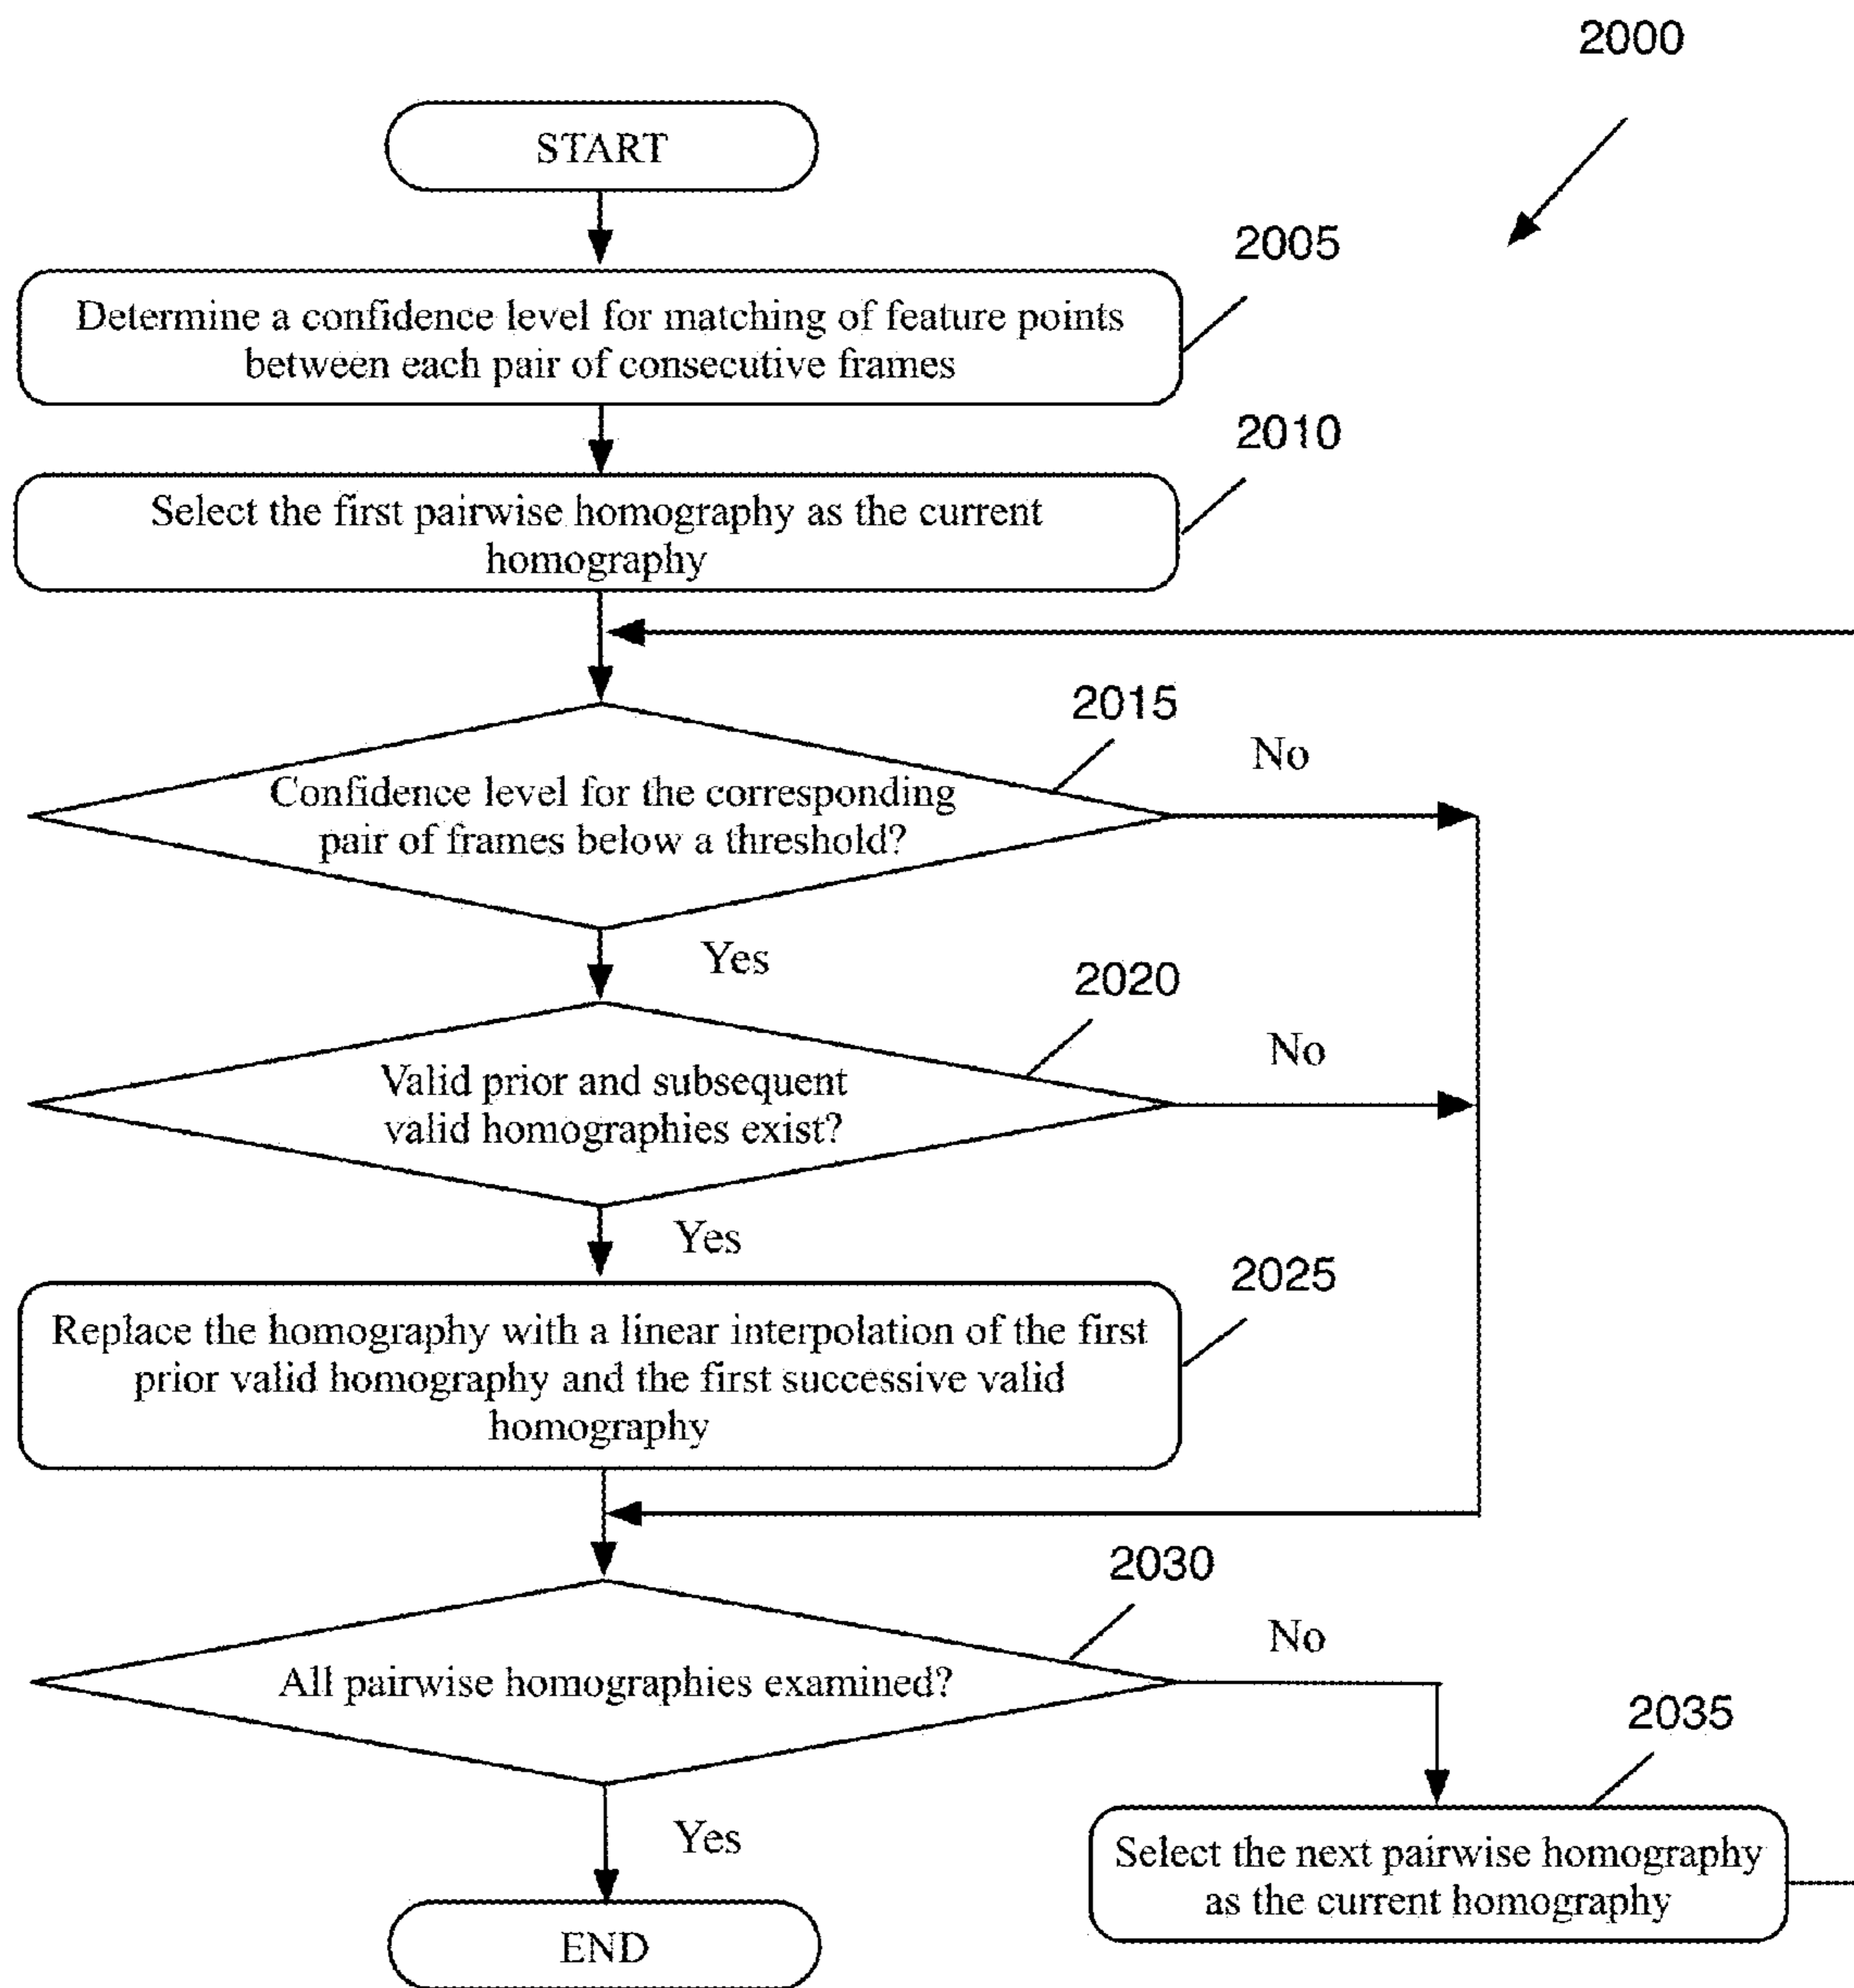 2000
START
2005
Determine a confidence level for matching of feature points
between each pair of consecutive frames
2010
Select the first pairwise homography as the current
homography
2015
No
Confidence level for the corresponding
pair of frames below a threshold?
Yes
2020
No
Valid prior and subsequent
valid homographies exist?
Yes
2025
Replace the homography with a linear interpolation of the first
prior valid homography and the first successive valid
homography
2030
No
All pairwise homographies examined?
2035
Yes
Select the next pairwise homography
as the current homography
END